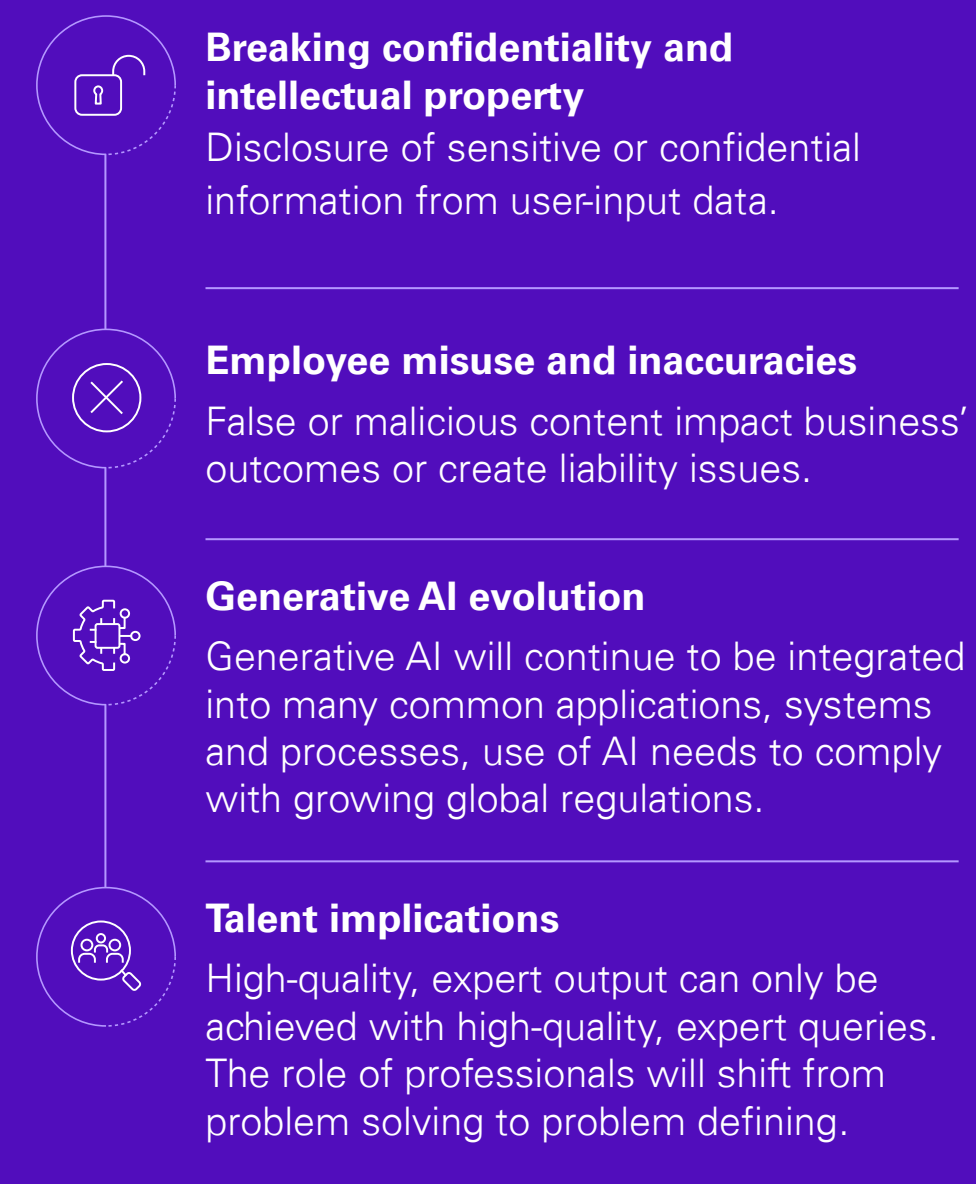 Breaking confidentiality and
intellectual property
Disclosure of sensitive or confidential
information from user-input data.
Employee misuse and inaccuracies
False or malicious content impact business’
outcomes or create liability issues.
Generative AI evolution
Generative AI will continue to be integrated
into many common applications, systems
and processes, use of AI needs to comply
with growing global regulations.
Talent implications
High-quality, expert output can only be
achieved with high-quality, expert queries.
The role of professionals will shift from
problem solving to problem defining.